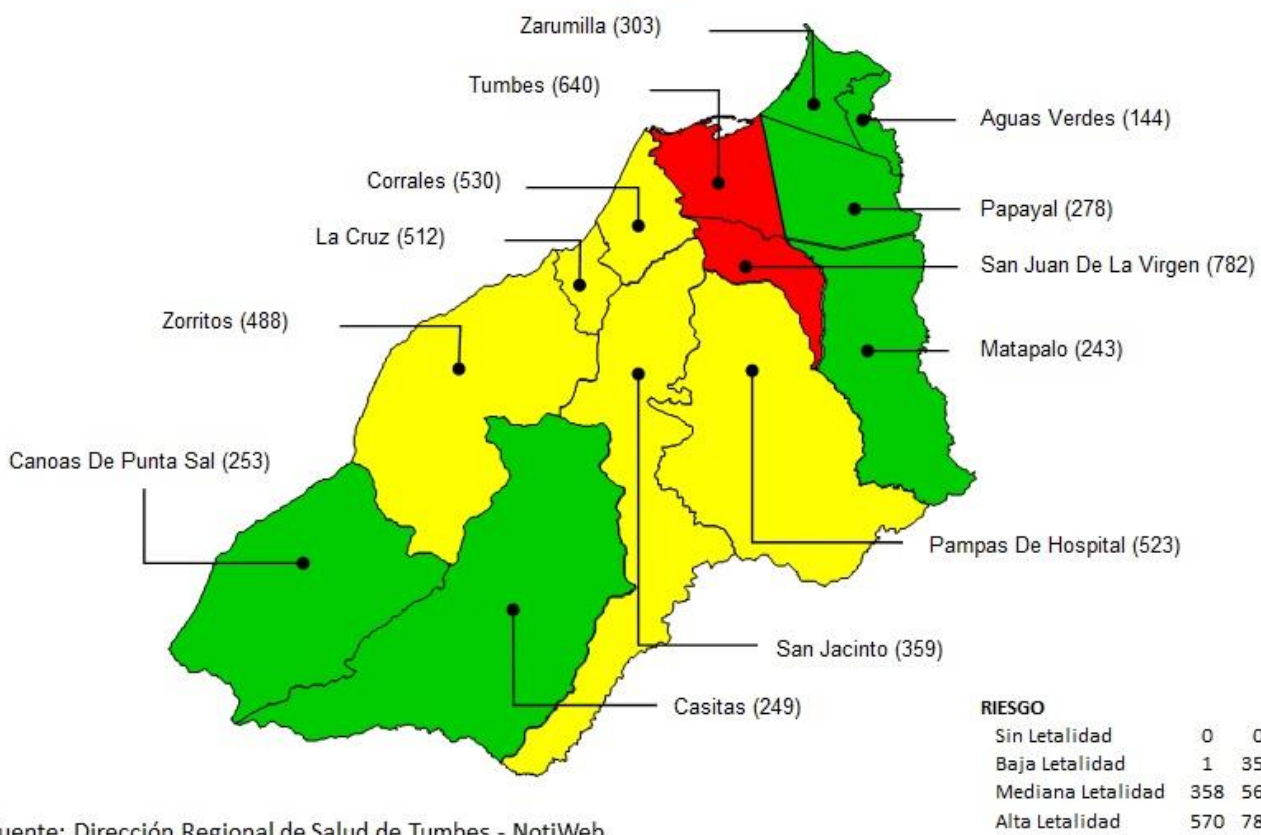 Zarumilla (303)
Tumbes (640)
Aguas Verdes (144)
Corrales (530)
Papayal (278)
La Cruz (512)
San Juan De La Virgen (782)
Zorritos (488)
Matapalo (243)
Canoas De Punta Sal (253)
Pampas De Hospital (523)
San Jacinto (359)
Casitas (249)
RIESGO
Sin Letalidad 0 0
Baja Letalidad 1
Mediana Letalidad 358
Alta Letalidad 570
Dirección Regional de Salud de Tumbes - NotiWeb